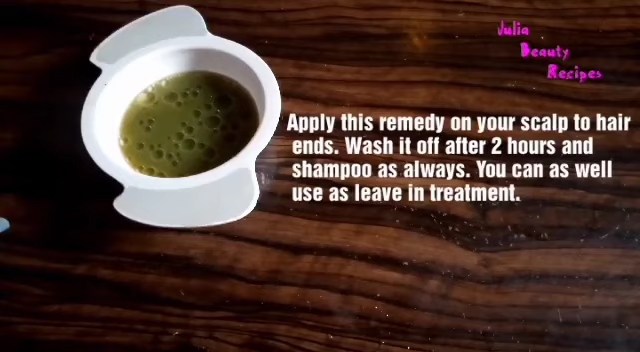 Julia
Beauty
Recipes
Apply this remedy on your scalp to hair
ends. Wash it off after 2 hours and
shampoo as always. You can as well
use as leave in treatment.